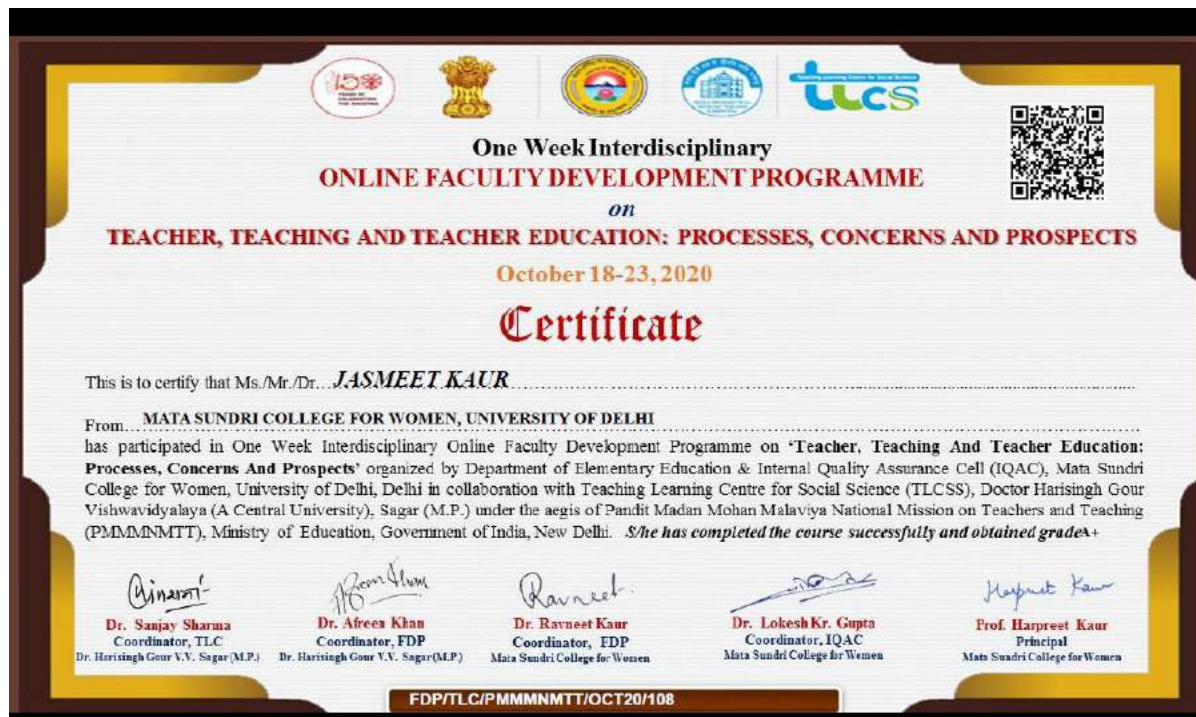 One Week Interdisciplinary
ONLINE FACULTY DEVELOPMENT PROGRAMME
on
TEACHER, TEACHING AND TEACHER EDUCATION: PROCESSES, CONCERNS AND PROSPECTS
October 18-23, 2020
Certificate
This is to certify that Ms./Mr./Dr...JASMEET KAUR
From....MATA SUNDRI COLLEGE FOR WOMEN, UNIVERSITY OF DELHI
has participated in One Week Interdisciplinary Online Faculty Development Programme on ‘Teacher, Teaching And Teacher Education:
Processes, Concerns And Prospects’ organized by Department of Elementary Education & Internal Quality Assurance Cell (IQAC), Mata Sundri
College for Women, University of Delhi, Delhi in collaboration with Teaching Learning Centre for Social Science (TLCSS), Doctor Harisingh Gour
Vishwavidyalaya (A Central University), Sagar (M.P.) under the aegis of Pandit Madan Mohan Malaviya National Mission on Teachers and Teaching
(PMMMNMTT), Ministry of Education, Government of India, New Delhi. S/he has completed the course successfully and obtained gradeA+
Ravneet.
Harpreet Kaur
Dr. Sanjay Sharma
Coordinator, TLC
Dr. Harisingh Gour V.V. Sagar (M.P.)
Dr. Afreen Khan
Coordinator, FDP
Dr. Harisingh Gour V.V. Sagar (M.P.)
Dr. Ravneet Kaur
Coordinator, FDP
Mata Sundri College for Women
Dr. Lokesh Kr. Gupta
Coordinator, IQAC
Mata Sundri College for Women
Prof. Harpreet Kaur
Principal
Mata Sundri College for Women
FDP/TLC/PMMMNMTT/OCT20/108